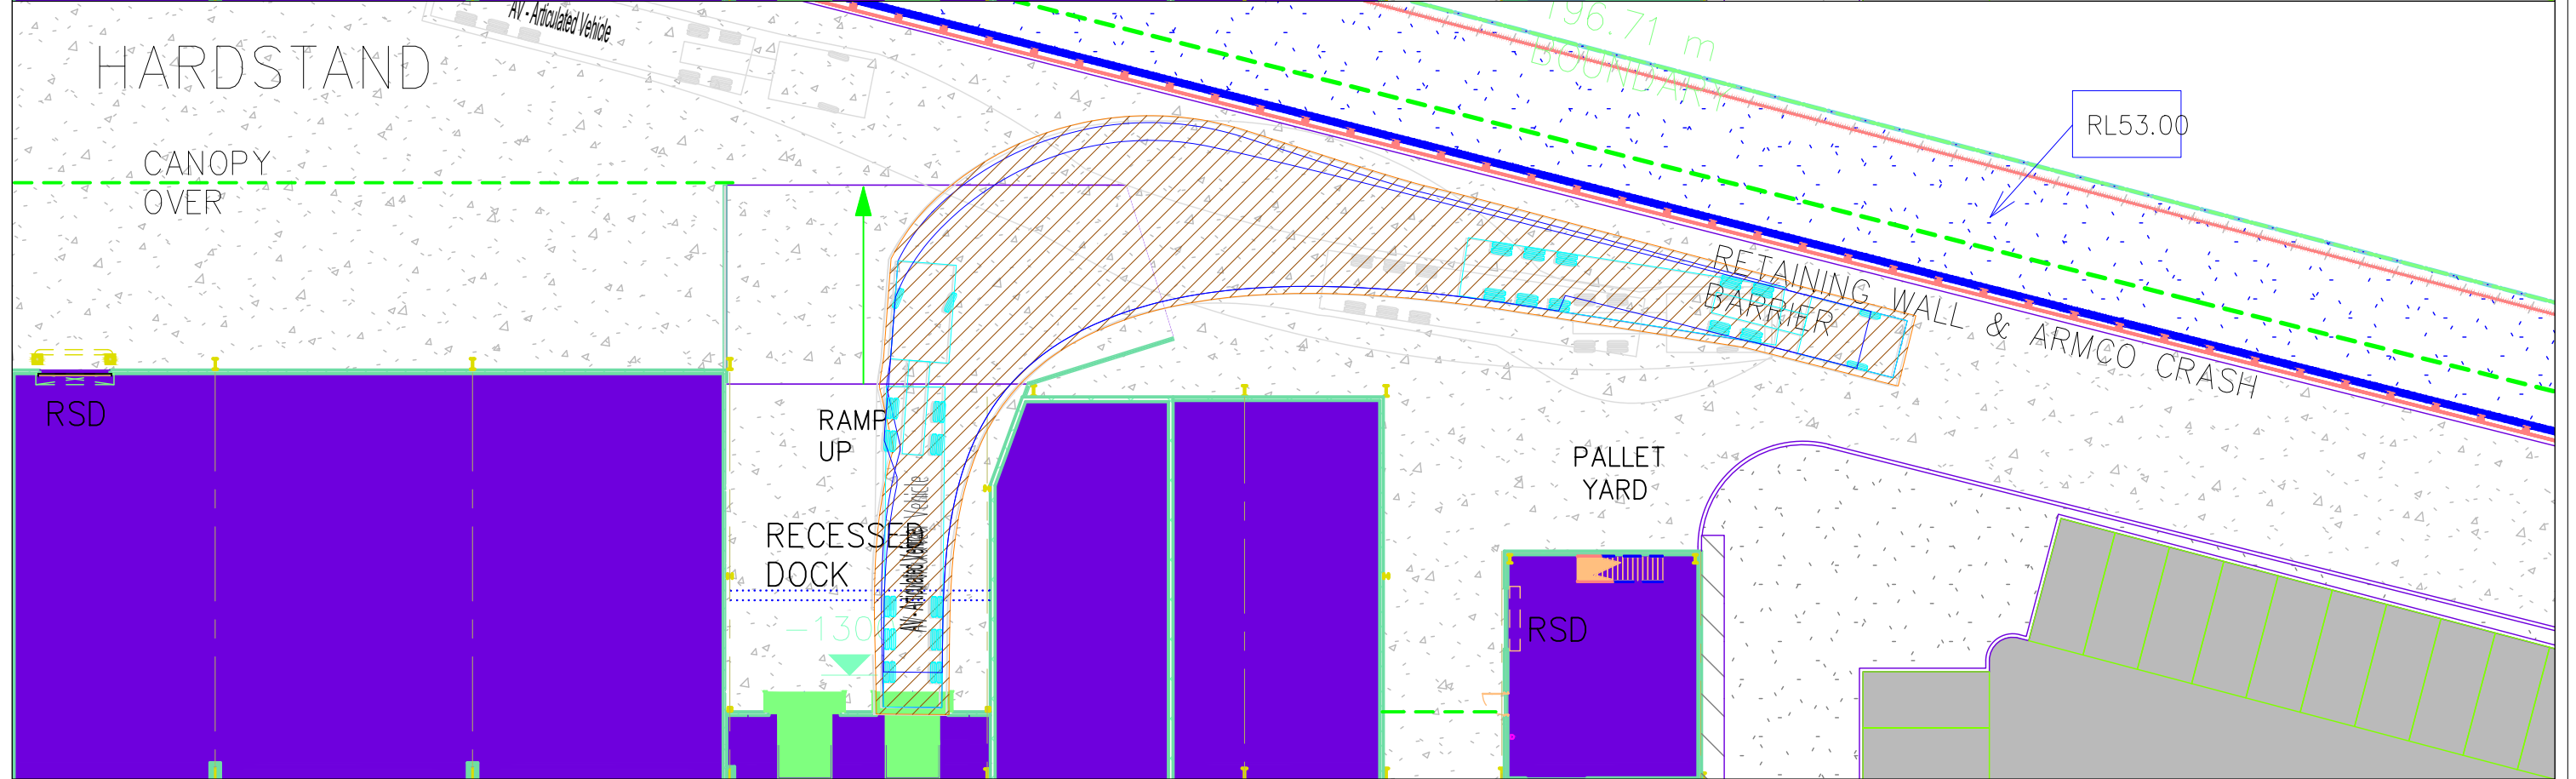 AV - Articulated Vehicle
196.71 m
BOUNDARY
HARDSTAND
RL53.00
CANOPY
OVER
RETAINING WALL & ARMCO CRASH
BARRIER
RSD
RAMP
UP
PALLET
YARD
RECESSED
DOCK
AV - Articulated Vehicle
RSD